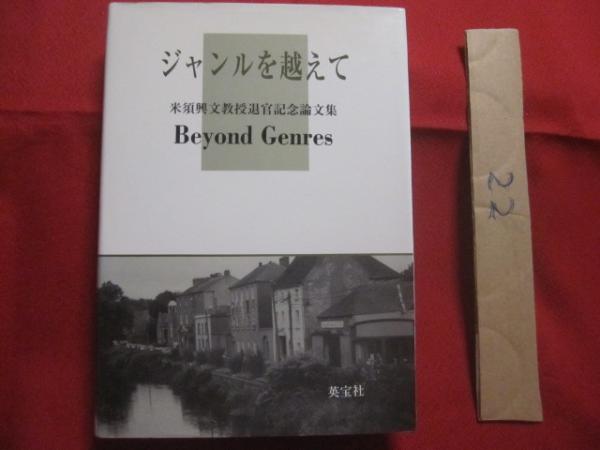 ジャンルを越えて
米須興文教授退官記念論文集
Beyond Genres
英宝社
22